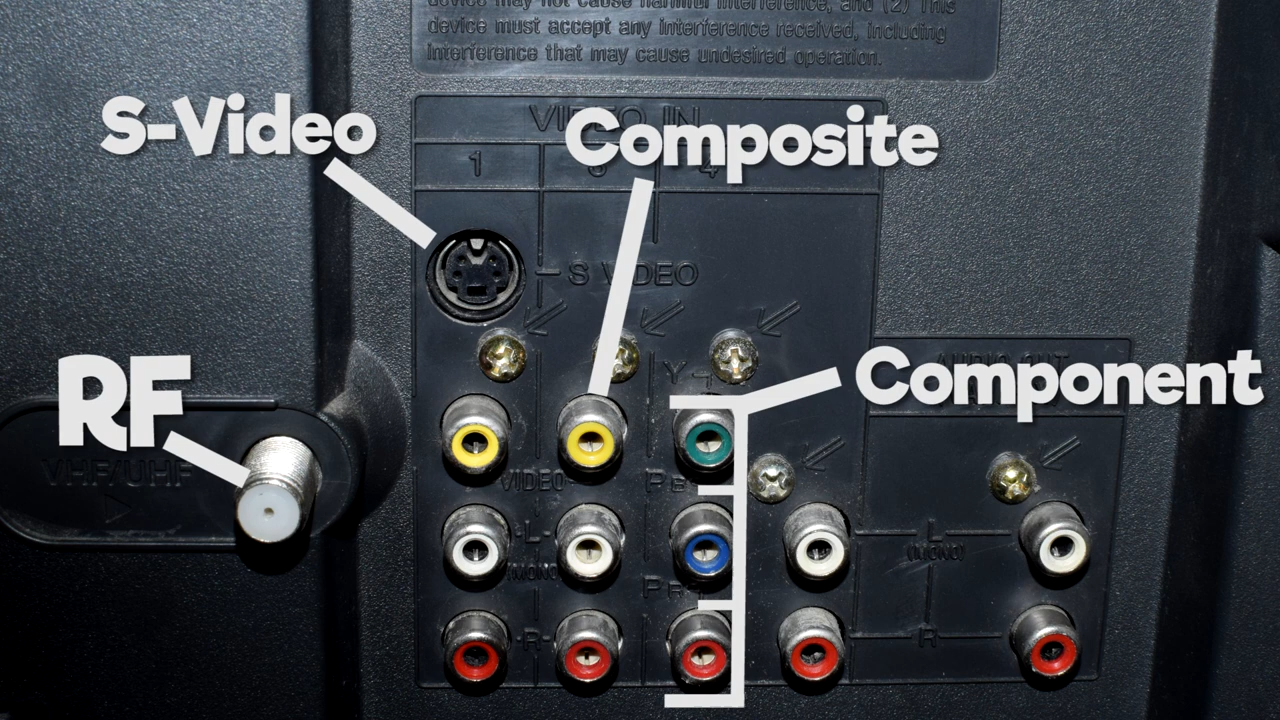 device may not cause harmful interference, and (2) This
device must accept any interference received, including
interference that may cause undesired operation.
S-Video
VIDEO IN
Composite
1
3
4
S VIDEO
RF
Y
Component
AUDIO OUT
VHF/UHF
VIDEO
PB
L
(MONO)
L
(MONO)
PR
R
R